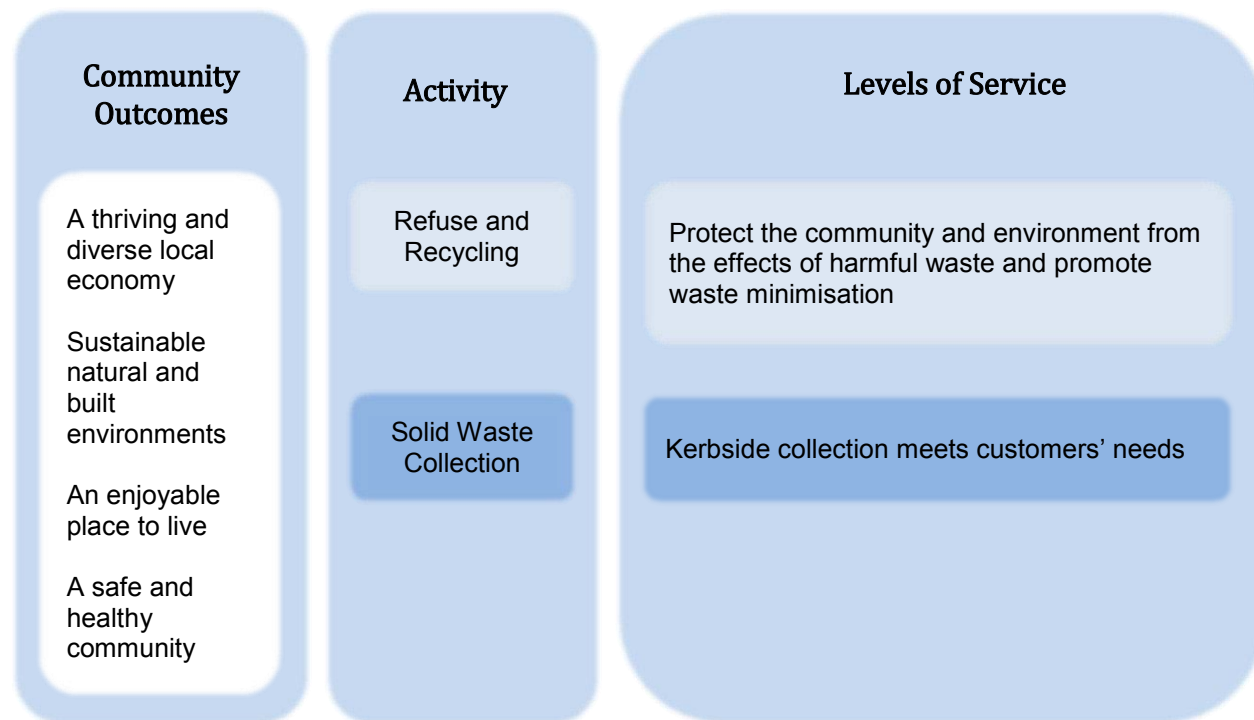 Community
Outcomes
A thriving and
diverse local
economy
Sustainable
natural and
built
environments
An enjoyable
place to live
A safe and
healthy
community
Activity
Refuse and
Recycling
Solid Waste
Collection
Levels of Service
Protect the community and environment from
the effects of harmful waste and promote
waste minimisation
Kerbside collection meets customers’ needs